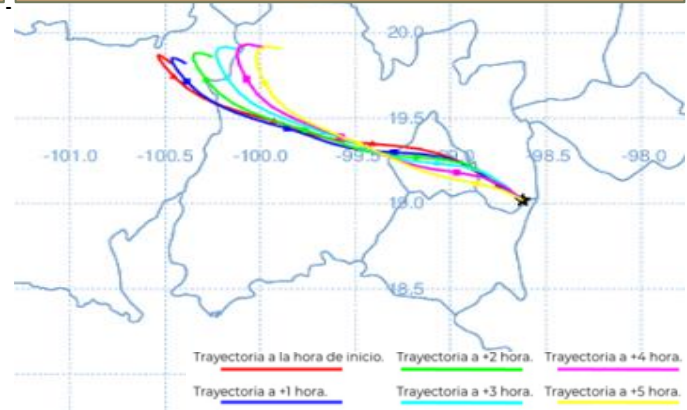 20.0
19.5
-101.0 -100.5 -100.0 -99.5 -99.0 -98.5 -98.0
19.0
18.5
Trayectoria a la hora de inicio. Trayectoria a +2 hora. Trayectoria a +4 hora.
Trayectoria a +1 hora. Trayectoria a +3 hora. Trayectoria a +5 hora.